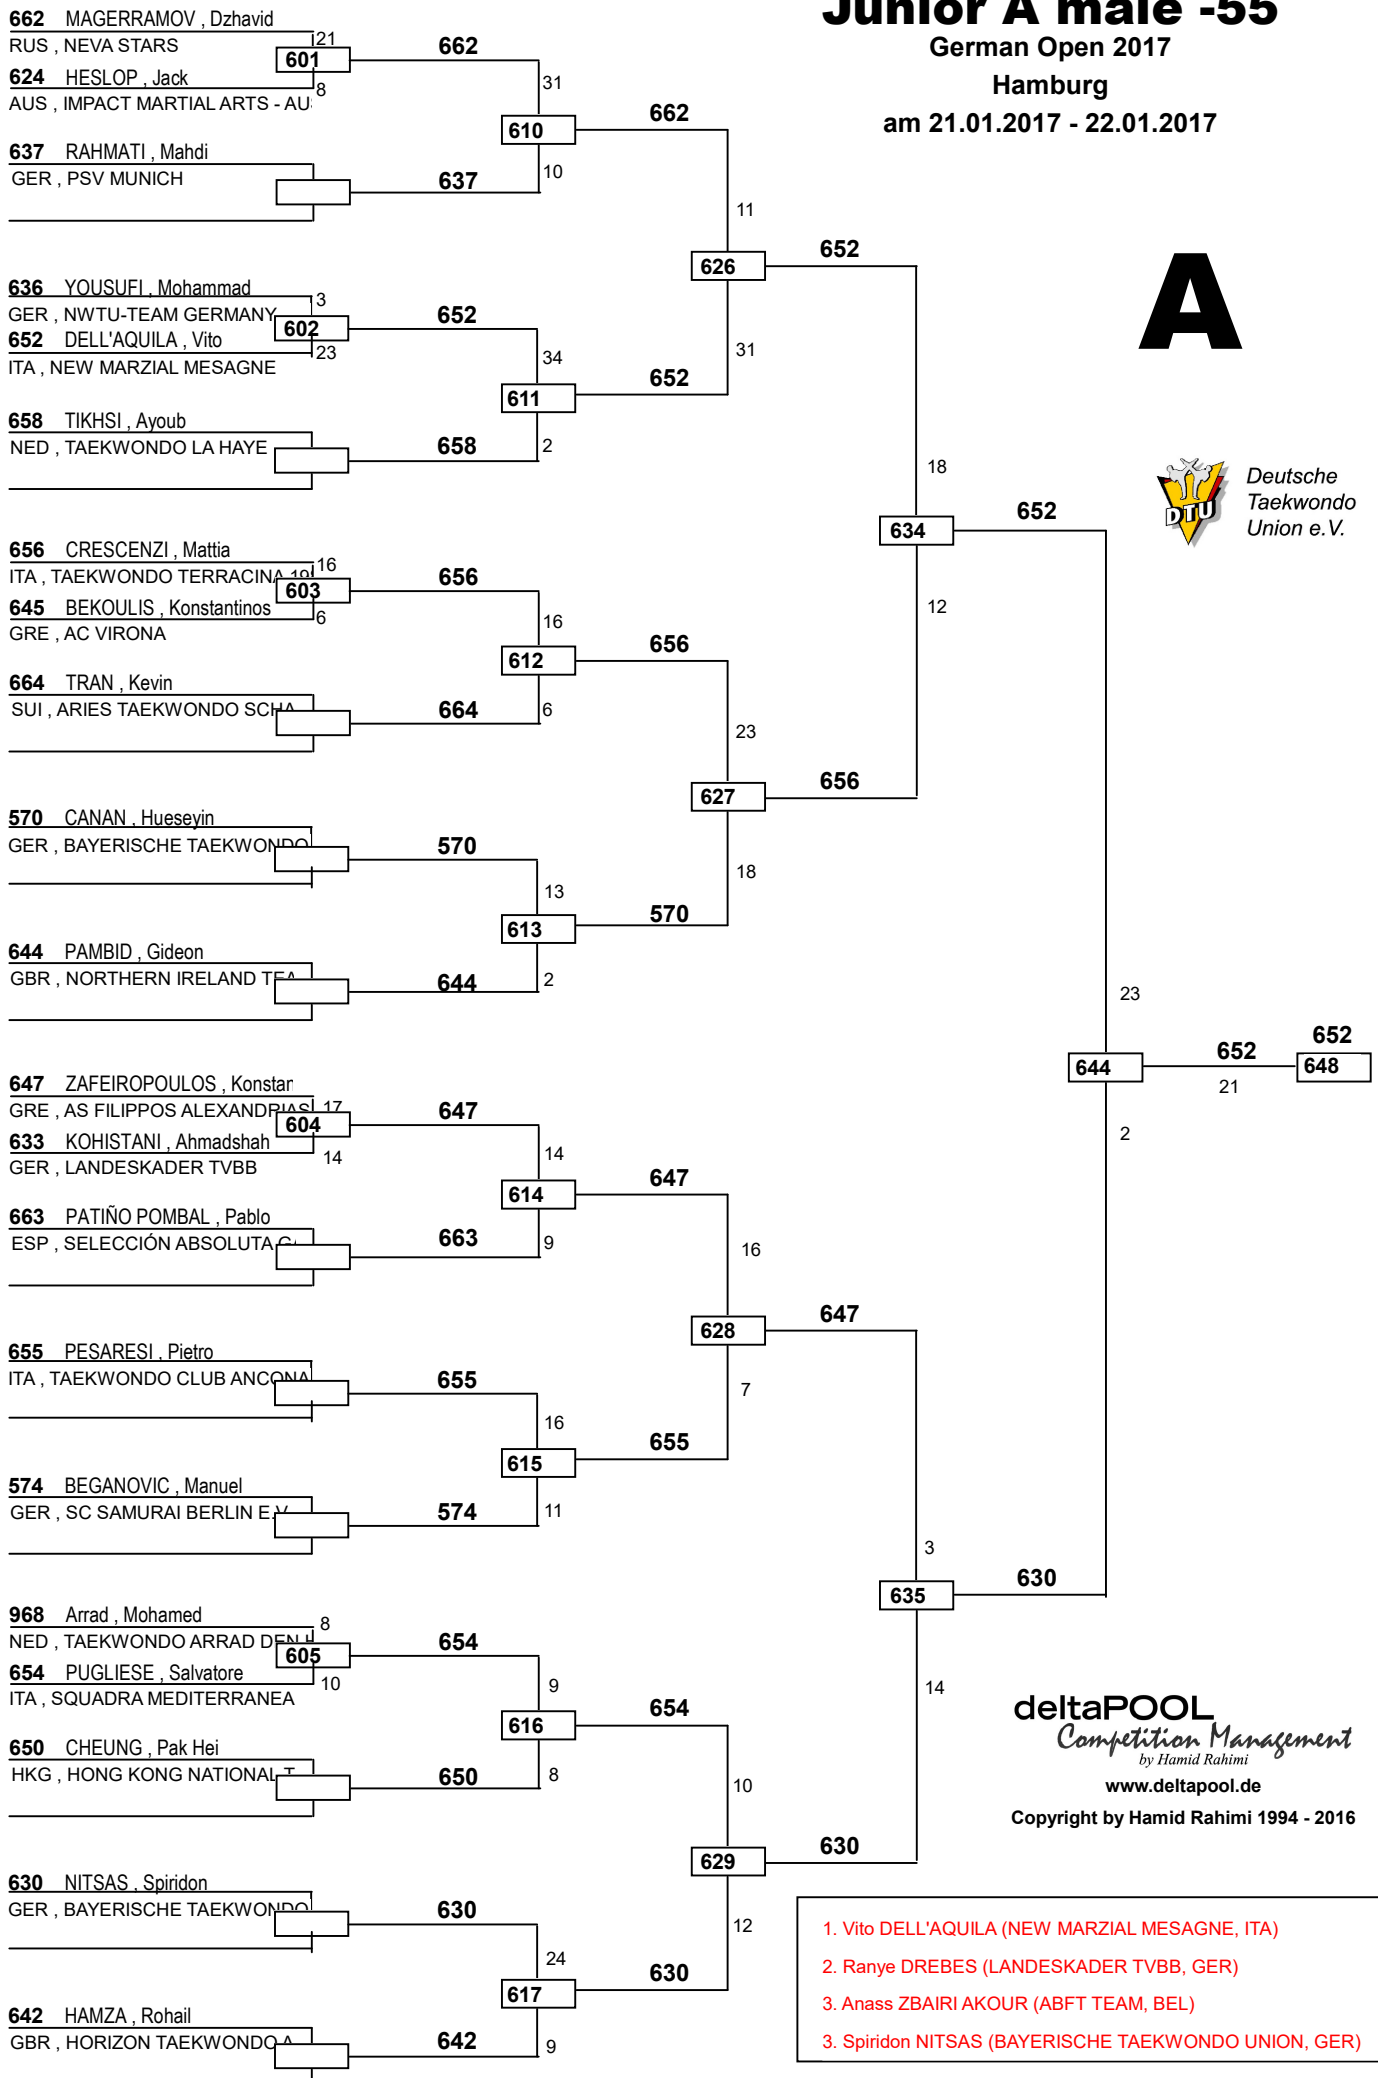 Junior A male -55
German Open 2017
Hamburg
am 21.01.2017 - 22.01.2017
A
Deutsche
Taekwondo
Union e.V.
DTU
662 MAGERRAMOV , Dzhavid
RUS , NEVA STARS
21
601
662
624 HESLOP , Jack
8
AUS , IMPACT MARTIAL ARTS - AU
31
610
662
637 RAHMATI , Mahdi
GER , PSV MUNICH
637
10
11
626
652
636 YOUSUFI , Mohammad
3
GER , NWTU-TEAM GERMANY
602
652
652 DELL'AQUILA , Vito
23
ITA , NEW MARZIAL MESAGNE
34
611
652
31
658 TIKHSI , Ayoub
NED , TAEKWONDO LA HAYE
658
2
18
634
652
12
656 CRESCENZI , Mattia
16
ITA , TAEKWONDO TERRACINA 19
603
656
645 BEKOULIS , Konstantinos
6
GRE , AC VIRONA
16
612
656
664 TRAN , Kevin
SUI , ARIES TAEKWONDO SCHA
664
6
23
627
656
18
570 CANAN , Hueseyin
GER , BAYERISCHE TAEKWONDO
570
13
613
570
644 PAMBID , Gideon
GBR , NORTHERN IRELAND TEA
644
2
23
644
652
21
652
648
2
647 ZAFEIROPOULOS , Konstan
GRE , AS FILIPPOS ALEXANDRIAS
17
604
647
633 KOHISTANI , Ahmadshah
14
GER , LANDESKADER TVBB
14
614
647
663 PATIÑO POMBAL , Pablo
ESP , SELECCIÓN ABSOLUTA G
663
9
16
628
647
7
655 PESARESI , Pietro
ITA , TAEKWONDO CLUB ANCONA
655
16
615
655
574 BEGANOVIC , Manuel
GER , SC SAMURAI BERLIN E.V
574
11
3
635
630
14
968 Arrad , Mohamed
8
NED , TAEKWONDO ARRAD DEN H
605
654
654 PUGLIESE , Salvatore
10
ITA , SQUADRA MEDITERRANEA
9
616
654
650 CHEUNG , Pak Hei
HKG , HONG KONG NATIONAL T
650
8
10
629
630
12
630 NITSAS , Spiridon
GER , BAYERISCHE TAEKWONDO
630
24
617
630
642 HAMZA , Rohail
GBR , HORIZON TAEKWONDO A
642
9
deltaPOOL
Competition Management
by Hamid Rahimi
www.deltapool.de
Copyright by Hamid Rahimi 1994 - 2016
1. Vito DELL'AQUILA (NEW MARZIAL MESAGNE, ITA)
2. Ranye DREBES (LANDESKADER TVBB, GER)
3. Anass ZBAIRI AKOUR (ABFT TEAM, BEL)
3. Spiridon NITSAS (BAYERISCHE TAEKWONDO UNION, GER)